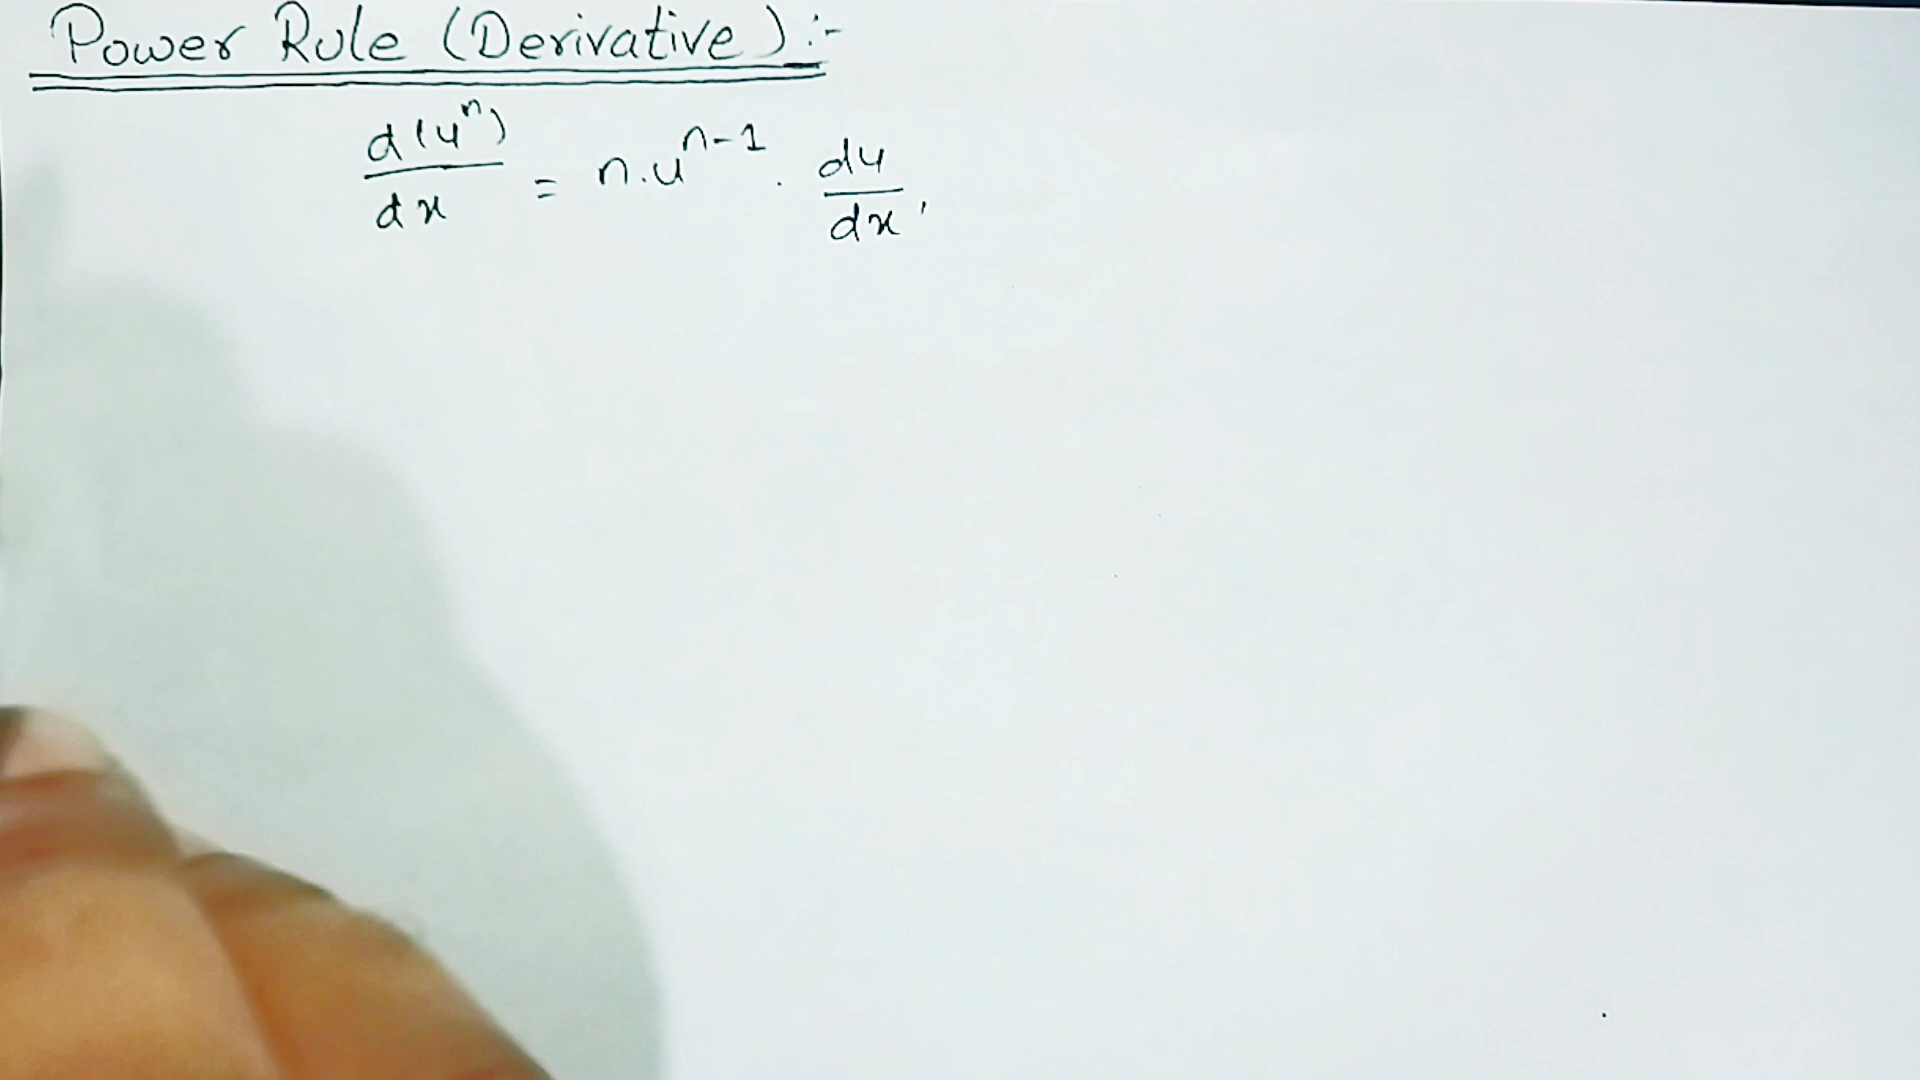 Power Rule (Derivative) :-
d(u^n)/dx = n.u^(n-1) . du/dx,